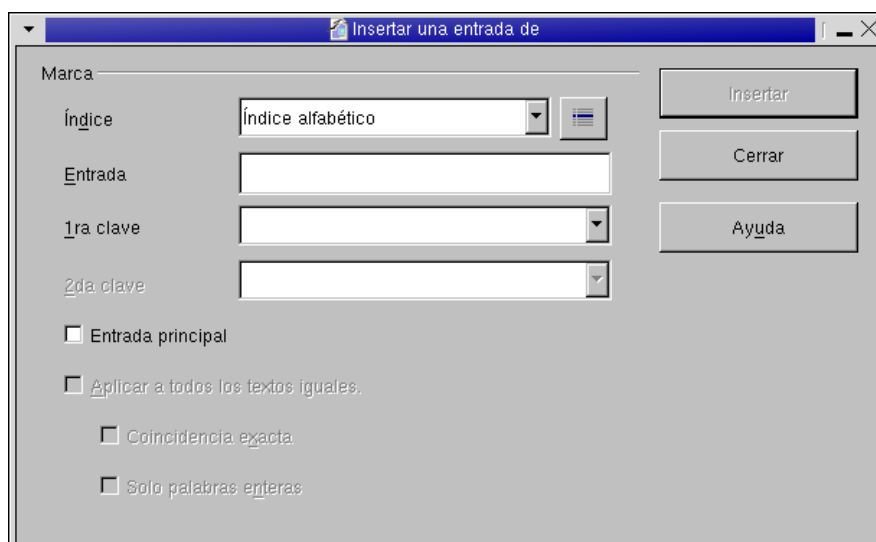 Insertar una entrada de
Marca
Índice
Índice alfabético
Entrada
1ra clave
2da clave
Entrada principal
Aplicar a todos los textos iguales.
Coincidencia exacta
Solo palabras enteras
Insertar
Cerrar
Ayuda